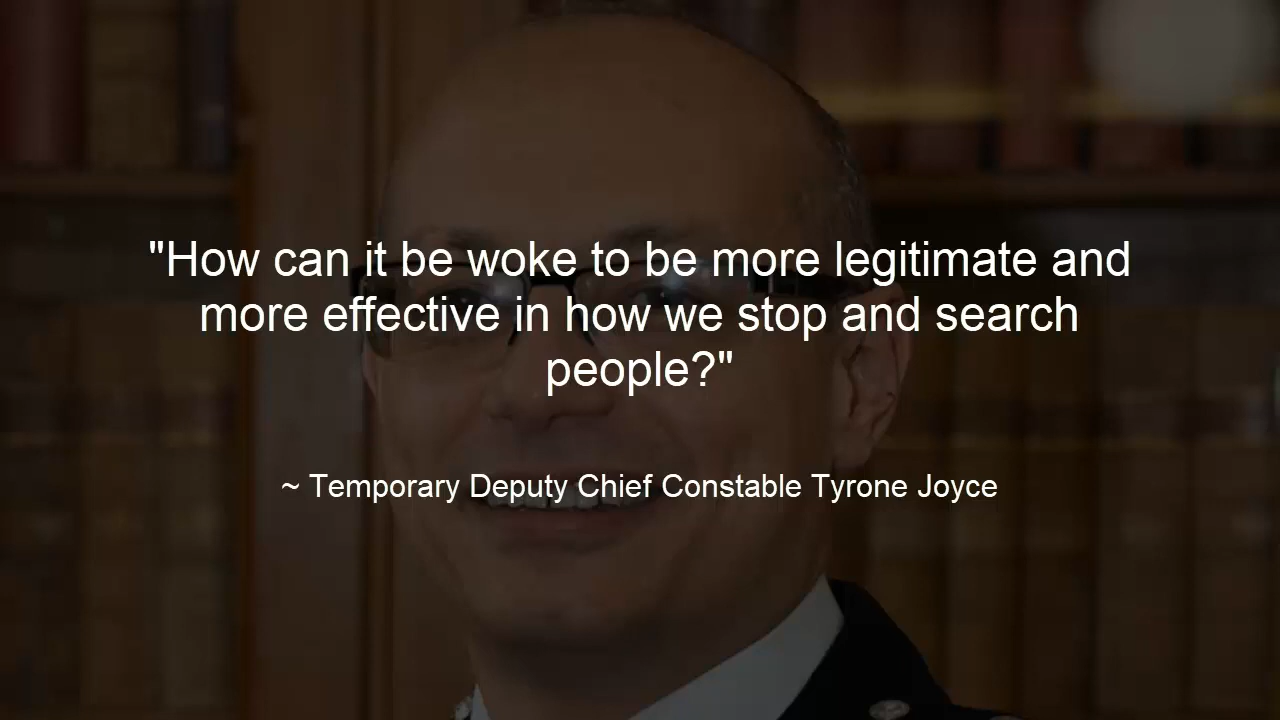 "How can it be woke to be more legitimate and
more effective in how we stop and search
people?"
~ Temporary Deputy Chief Constable Tyrone Joyce